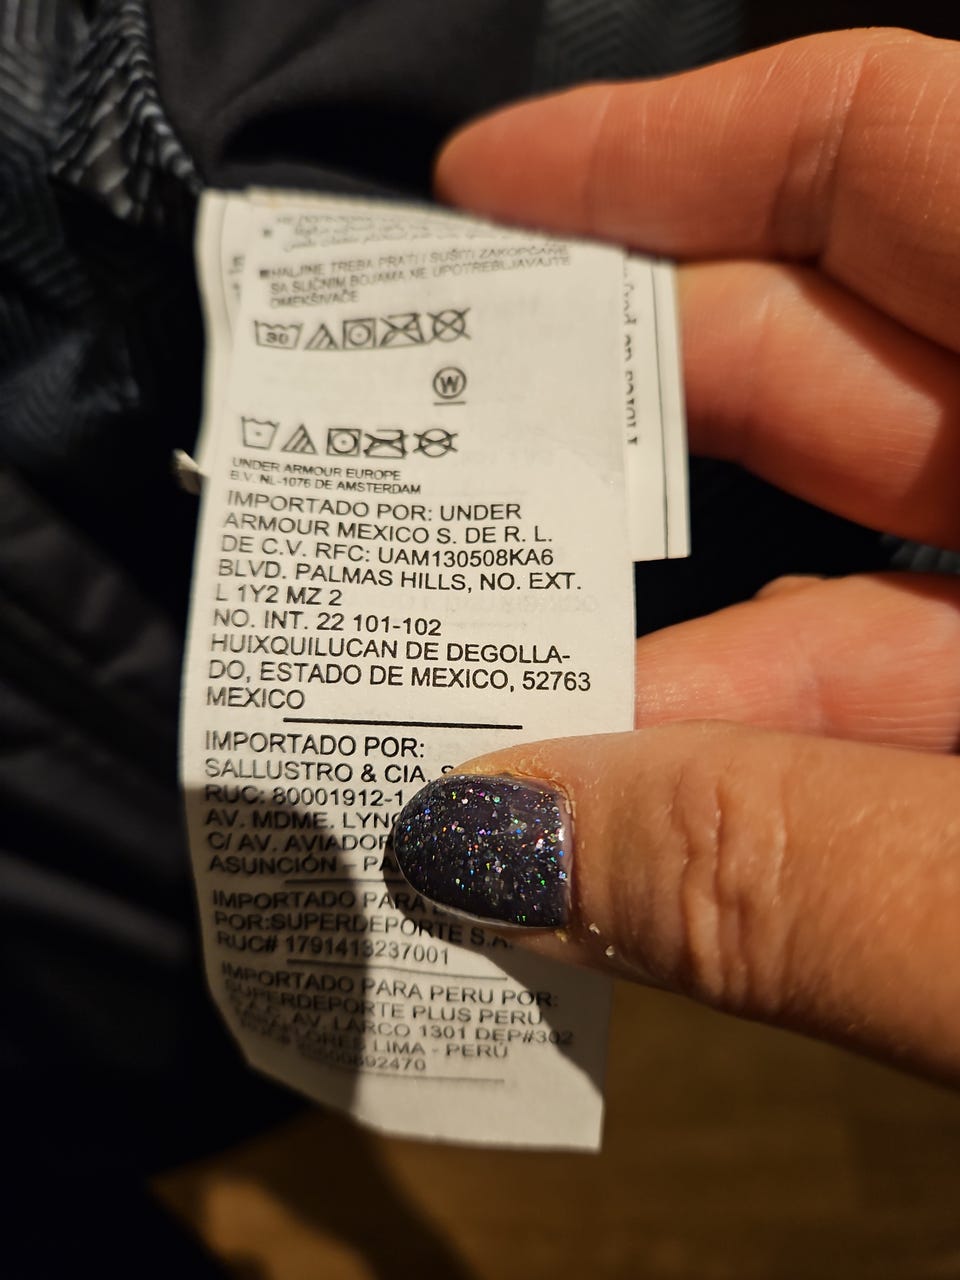 HALJINE TREBA PRATI I SUŠITI ZAKOPČANE
SA SLIČNIM BOJAMA NE UPOTREBLJAVAJTE
OMEKŠIVAČE
30
W
UNDER ARMOUR EUROPE
B.V. NL-1076 DE AMSTERDAM
IMPORTADO POR: UNDER
ARMOUR MEXICO S. DE R. L.
DE C.V. RFC: UAM130508KA6
BLVD. PALMAS HILLS, NO. EXT.
L 1Y2 MZ 2
NO. INT. 22 101-102
HUIXQUILUCAN DE DEGOLLA-
DO, ESTADO DE MEXICO, 52763
MEXICO
IMPORTADO POR:
SALLUSTRO & CIA.
RUC: 80001912-1
AV. MDME.
C/ AV.
ASUNCIÓN -
IMPORTADO PARA
POR:SUPERDEPORTE S.A.
RUC# 1791413237001
IMPORTADO PARA PERU POR:
SUPERDEPORTE PLUS PERU
AV. LARCO 1301 DEP#302
LIMA - PERÚ